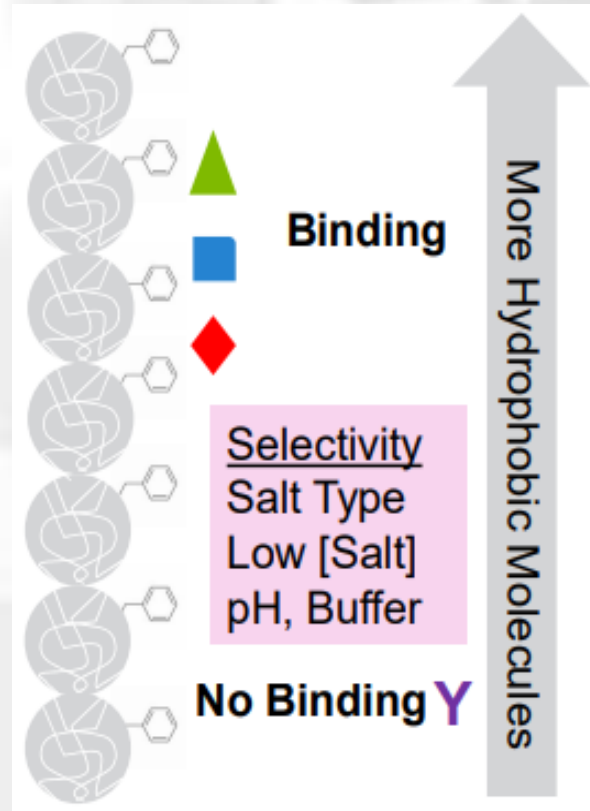 Binding
Selectivity
Salt Type
Low [Salt]
pH, Buffer
No Binding Y
More Hydrophobic Molecules